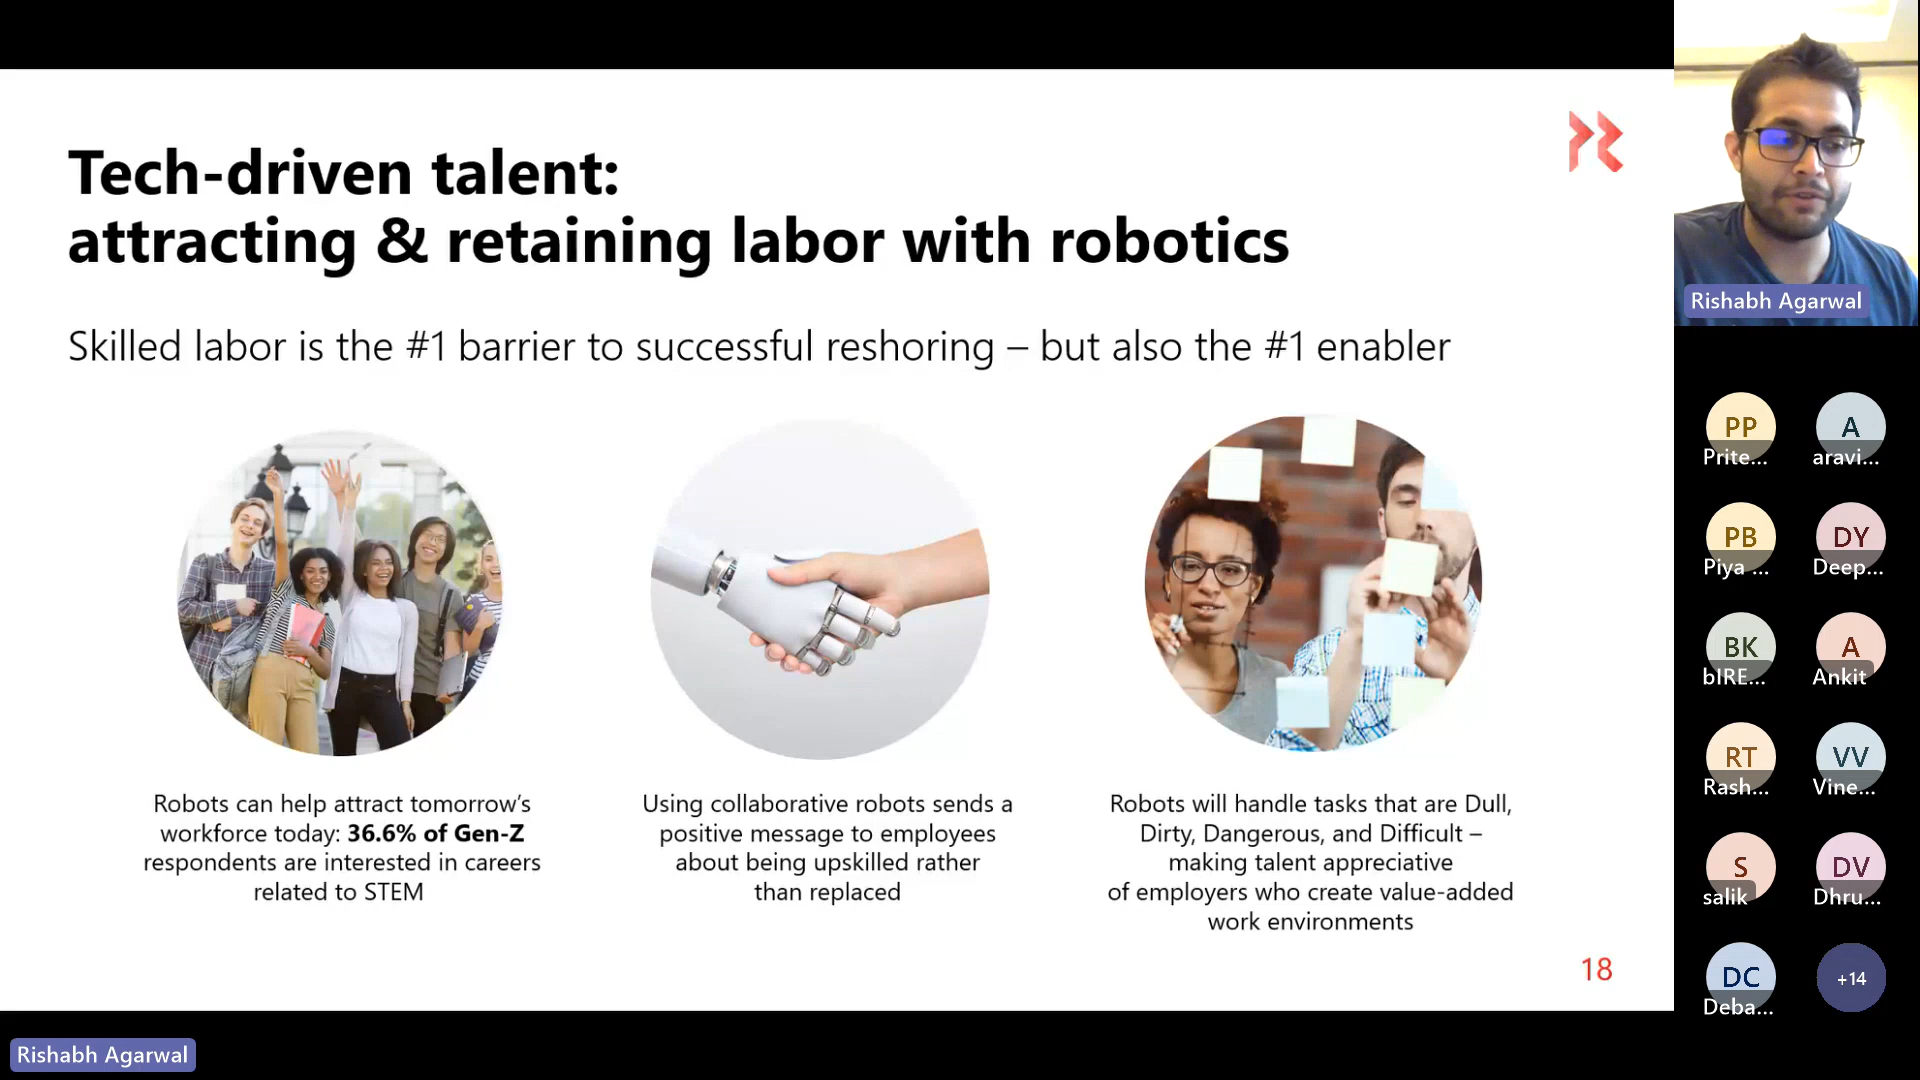 Tech-driven talent:
attracting & retaining labor with robotics
Skilled labor is the #1 barrier to successful reshoring – but also the #1 enabler
Robots can help attract tomorrow’s
workforce today: 36.6% of Gen-Z
respondents are interested in careers
related to STEM
Using collaborative robots sends a
positive message to employees
about being upskilled rather
than replaced
Robots will handle tasks that are Dull,
Dirty, Dangerous, and Difficult –
making talent appreciative
of employers who create value-added
work environments
18
Rishabh Agarwal
Rishabh Agarwal
PP
Prite...
A
aravi...
PB
Piya ...
DY
Deep...
BK
bIRE...
A
Ankit
RT
Rash...
VV
Vine...
S
salik
DV
Dhru...
DC
Deba...
+14